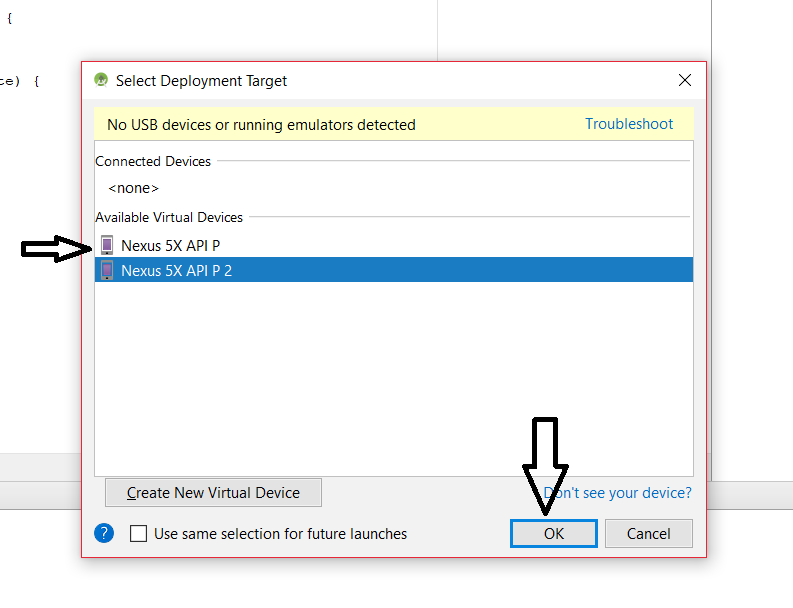 {
ce) {
Select Deployment Target
No USB devices or running emulators detected Troubleshoot
Connected Devices
<none>
Available Virtual Devices
Nexus 5X API P
Nexus 5X API P 2
Create New Virtual Device Don't see your device?
? Use same selection for future launches OK Cancel